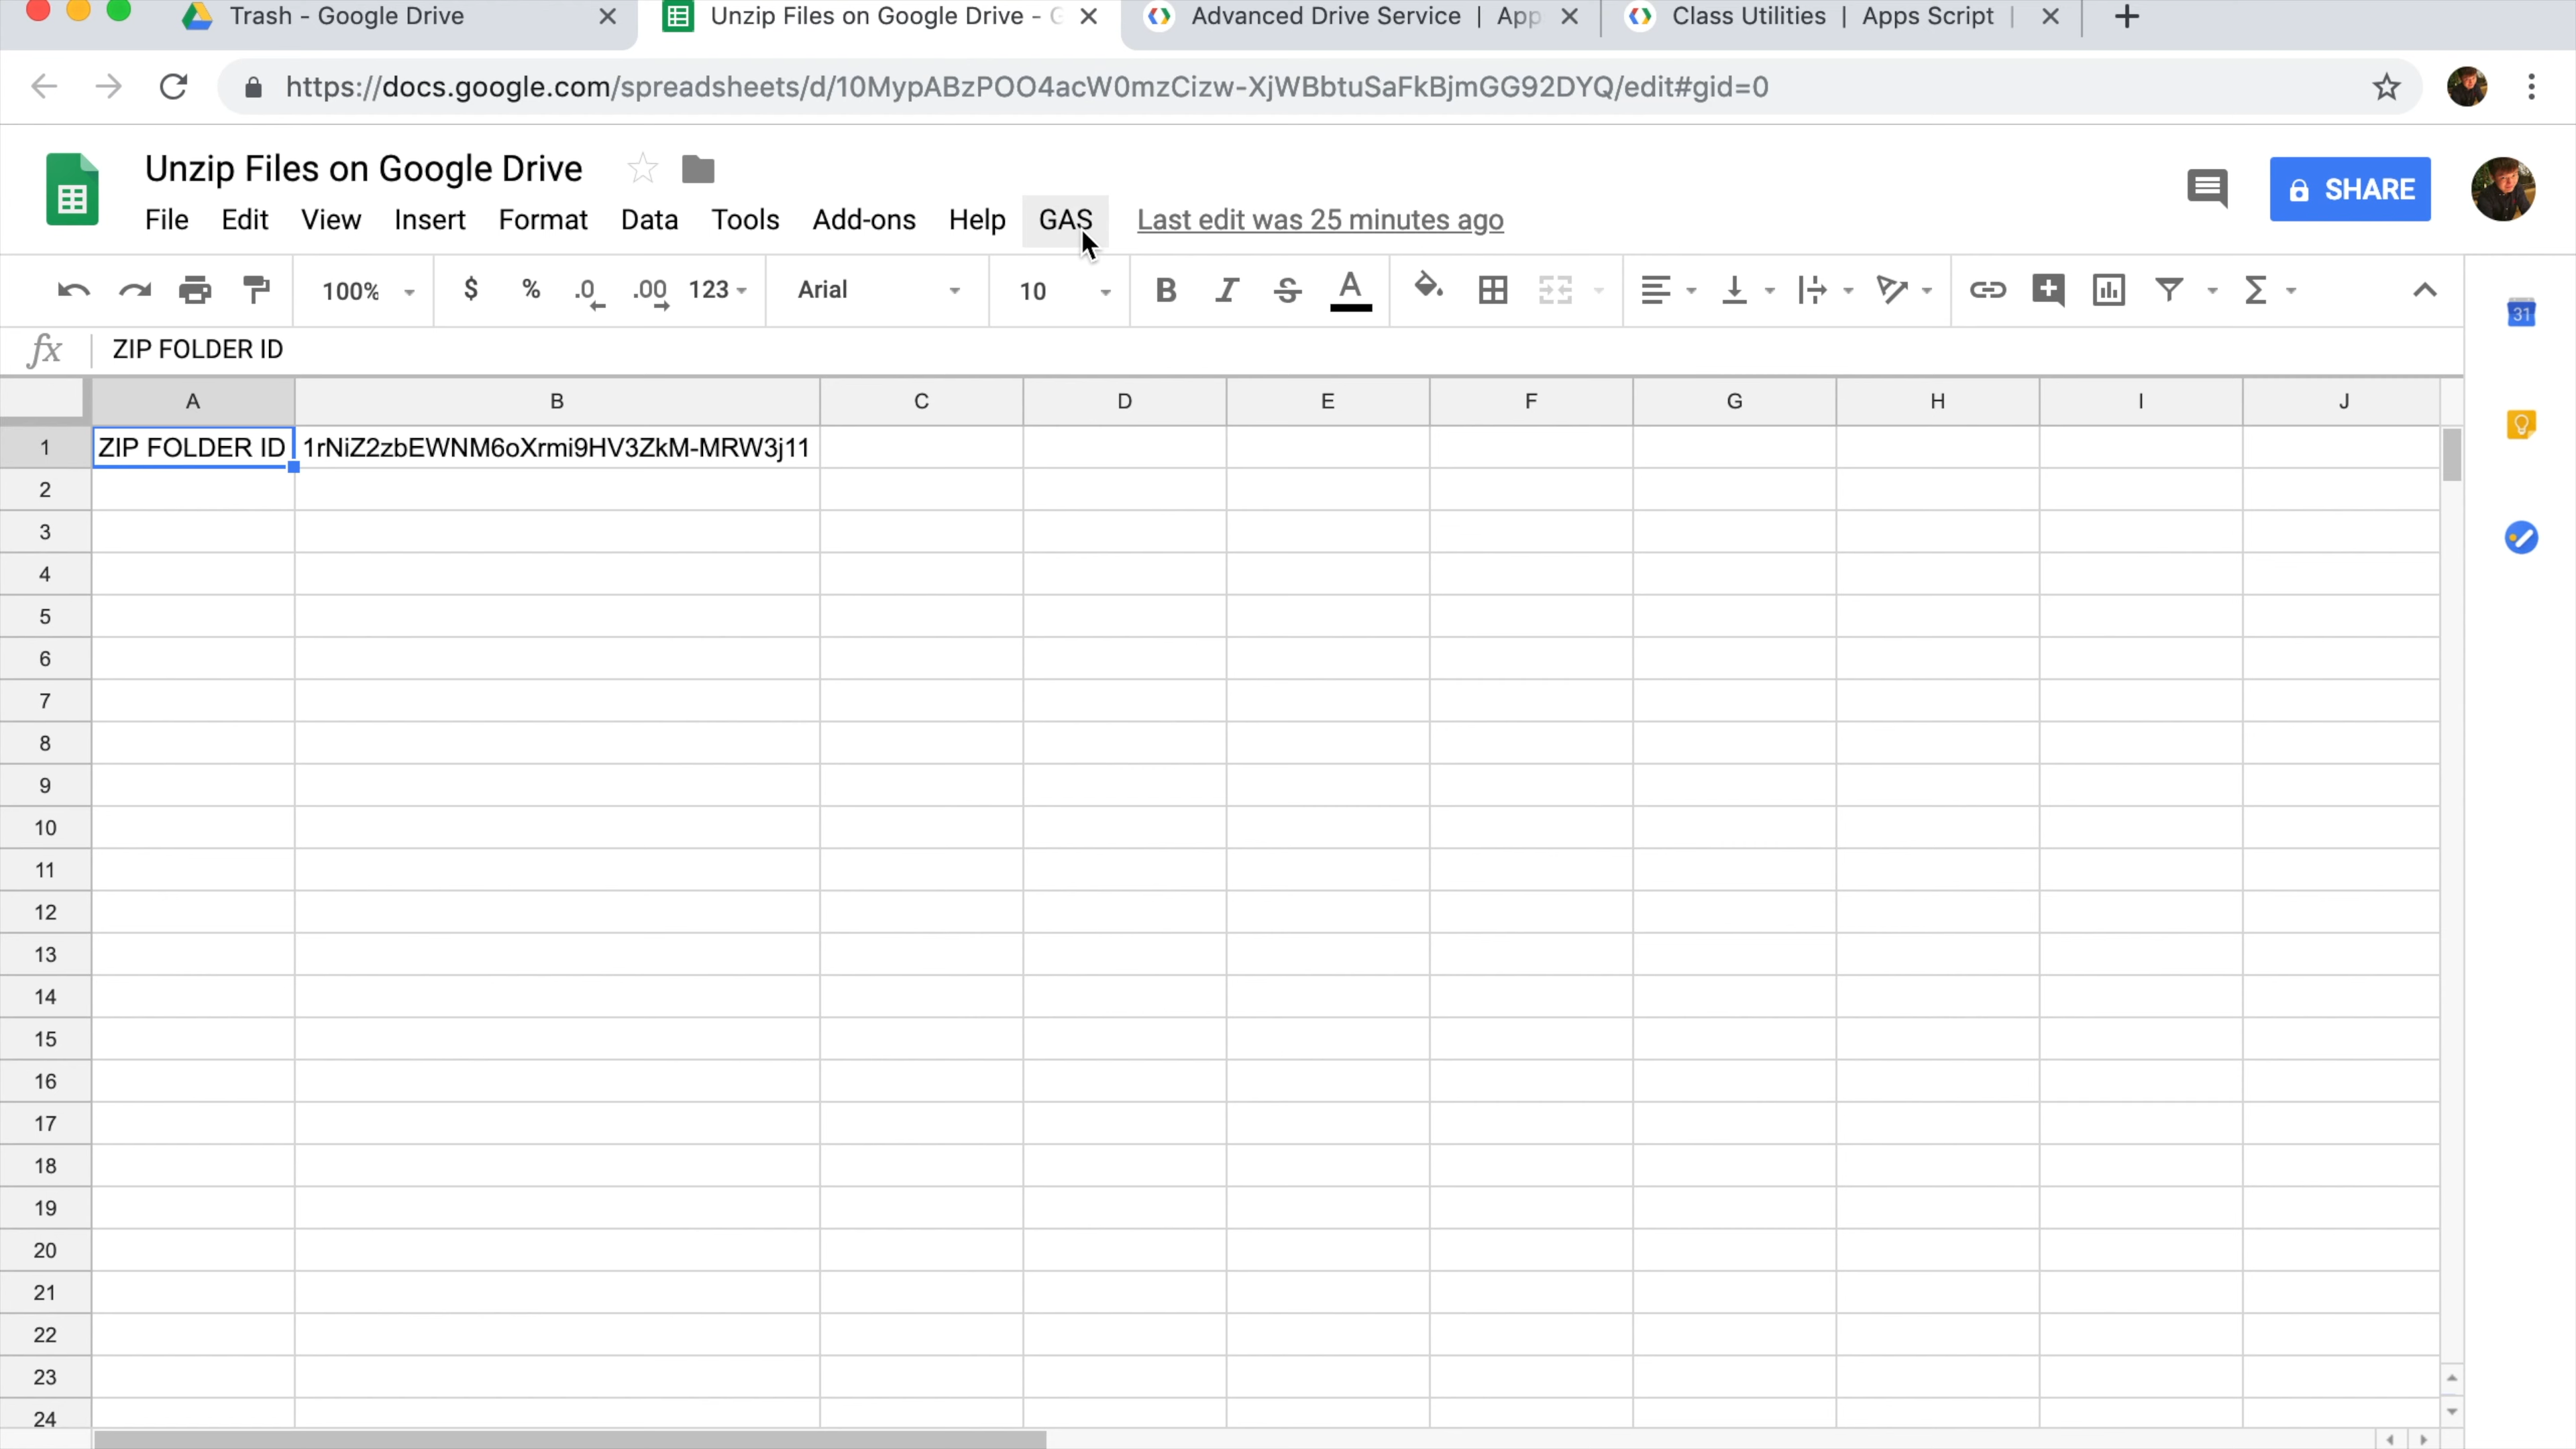 Trash - Google Drive
Unzip Files on Google Drive - G
Advanced Drive Service | App
Class Utilities | Apps Script |
https://docs.google.com/spreadsheets/d/10MypABzPOO4acW0mzCizw-XjWBbtuSaFkBjmGG92DYQ/edit#gid=0
Unzip Files on Google Drive
SHARE
File Edit View Insert Format Data Tools Add-ons Help GAS Last edit was 25 minutes ago
100% $ % .0 .00 123 Arial 10 B I S A Σ
31
fx ZIP FOLDER ID
A B C D E F G H I J
1 ZIP FOLDER ID 1rNiZ2zbEWNM6oXrmi9HV3ZkM-MRW3j11
2
3
4
5
6
7
8
9
10
11
12
13
14
15
16
17
18
19
20
21
22
23
24